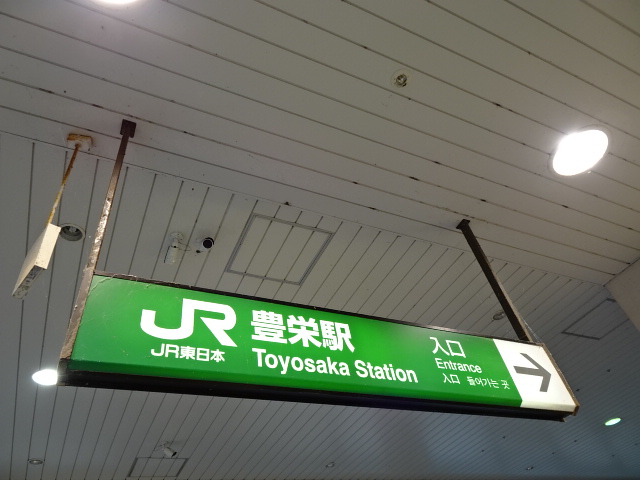 JR
JR東日本
豊栄駅
Toyosaka Station
入口
Entrance
入口 들어가는 곳
→